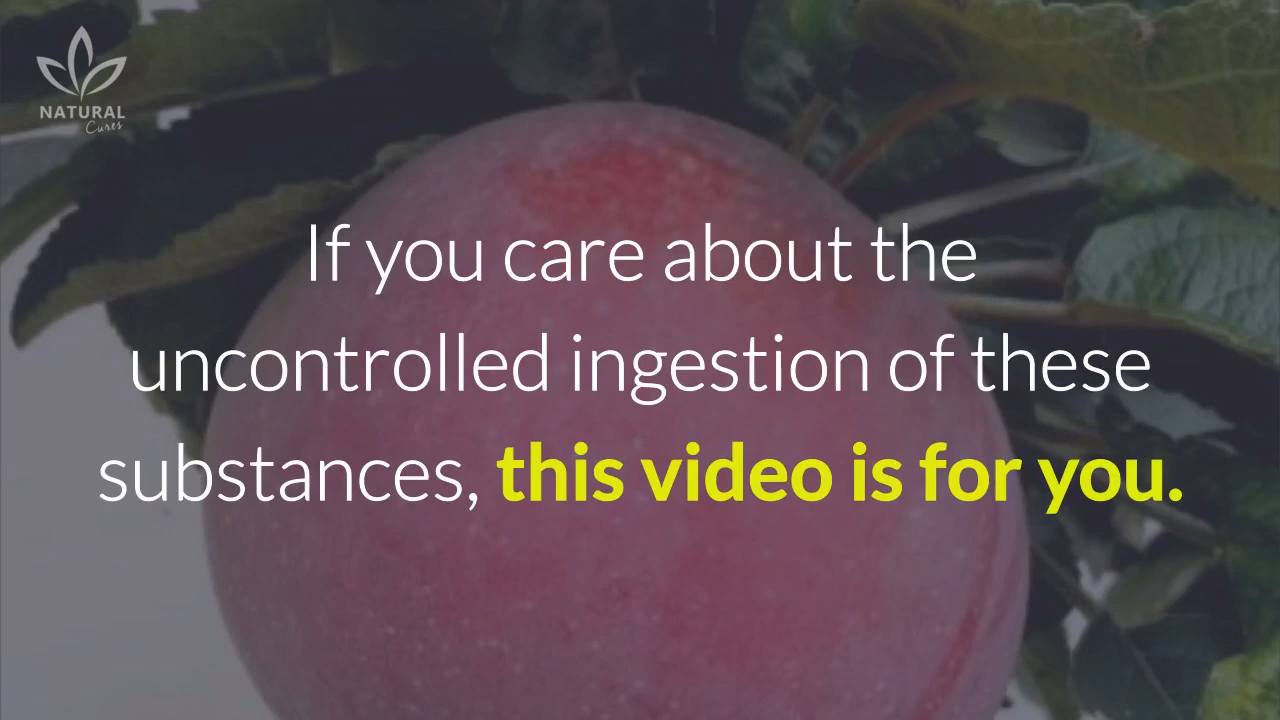 NATURAL
Cures
If you care about the
uncontrolled ingestion of these
substances, this video is for you.